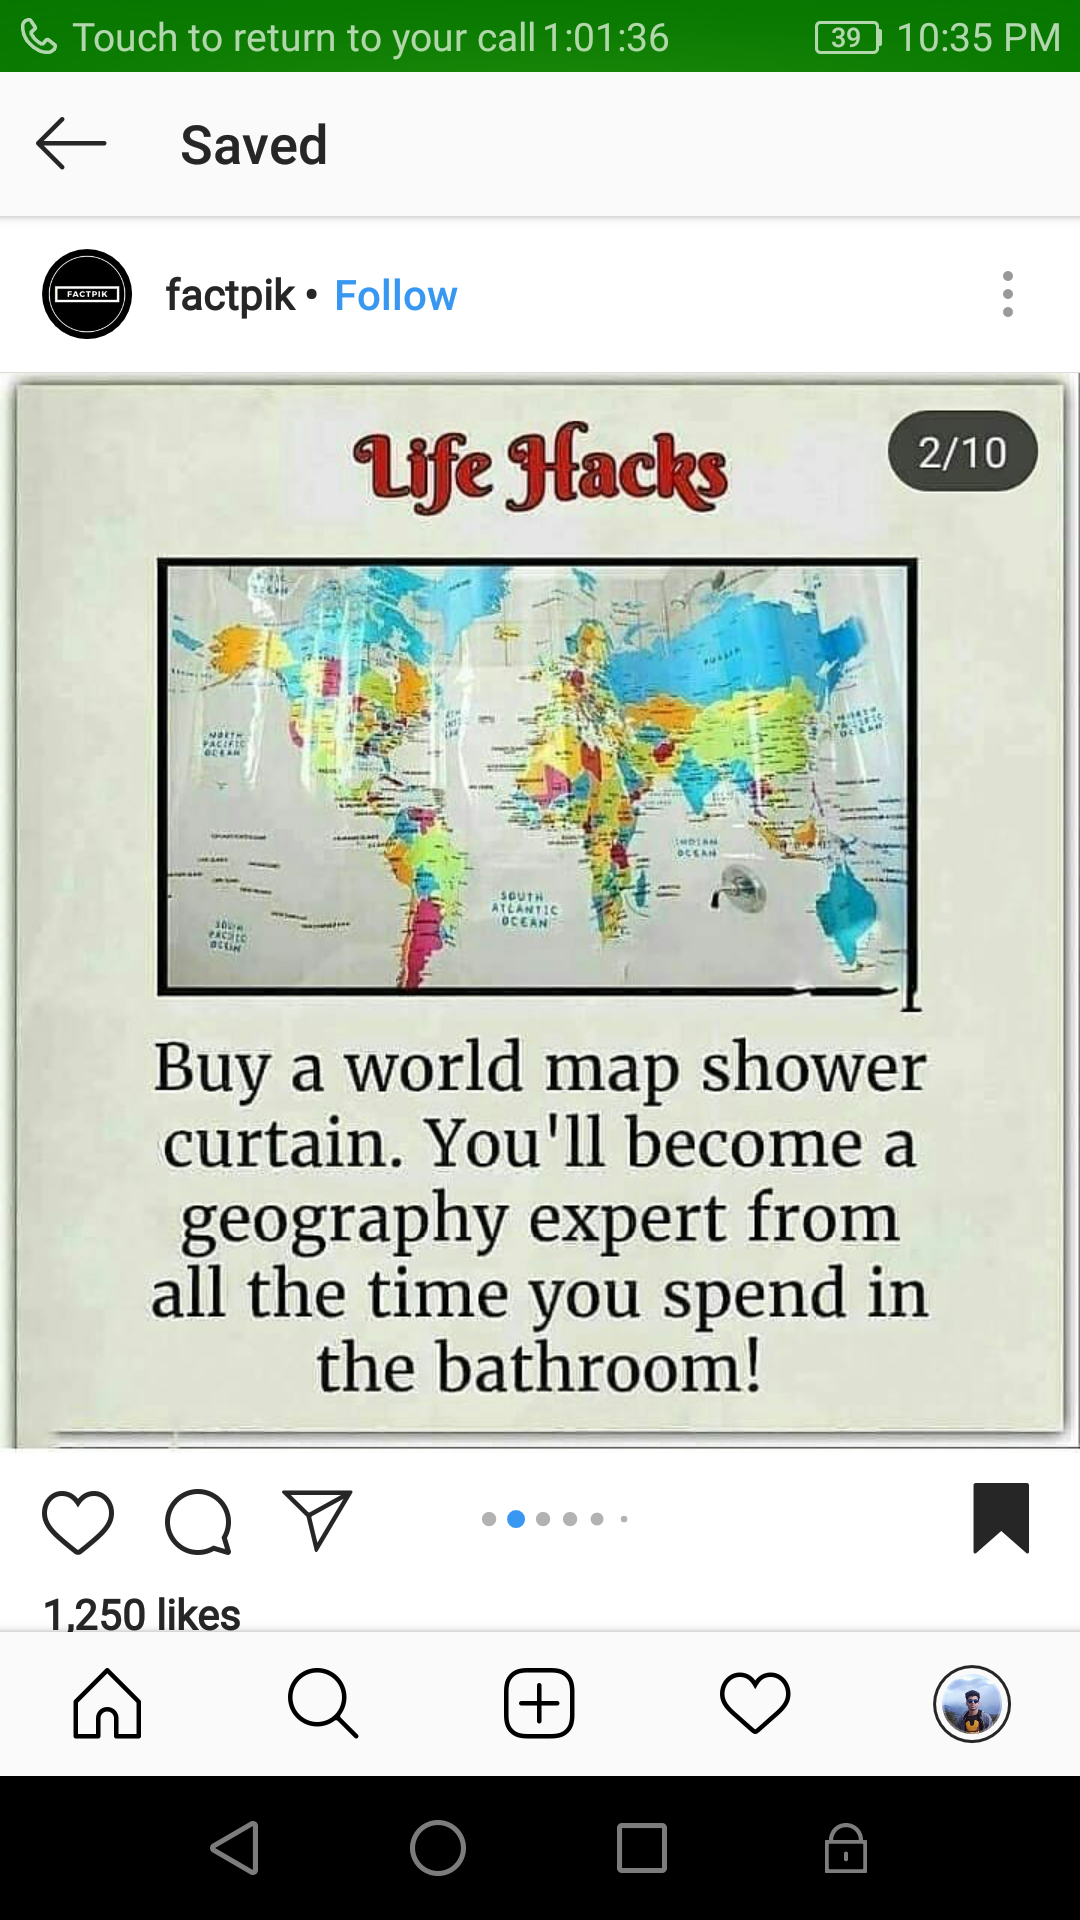 Touch to return to your call 1:01:36 39 10:35 PM
Saved
FACTPIK
factpik • Follow
Life Hacks
2/10
RUSSIA
NORTH
PACIFIC
OCEAN
NORTH
PACIFIC
OCEAN
INDIAN
OCEAN
SOUTH
ATLANTIC
OCEAN
SOUTH
PACIFIC
OCEAN
Buy a world map shower
curtain. You'll become a
geography expert from
all the time you spend in
the bathroom!
1,250 likes